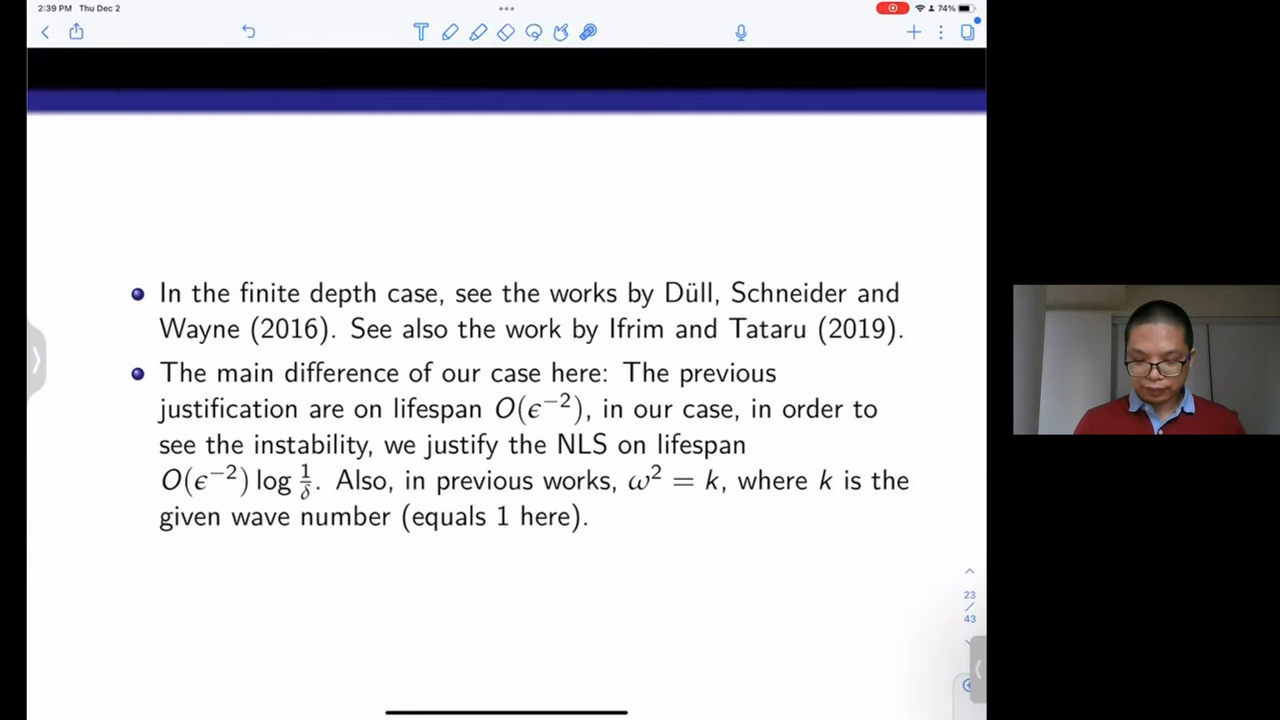 2:39 PM Thu Dec 2
74%
In the finite depth case, see the works by Düll, Schneider and
Wayne (2016). See also the work by Ifrim and Tataru (2019).
The main difference of our case here: The previous
justification are on lifespan O(ϵ⁻²), in our case, in order to
see the instability, we justify the NLS on lifespan
O(ϵ⁻²) log 1/δ. Also, in previous works, ω² = k, where k is the
given wave number (equals 1 here).
23
/
43